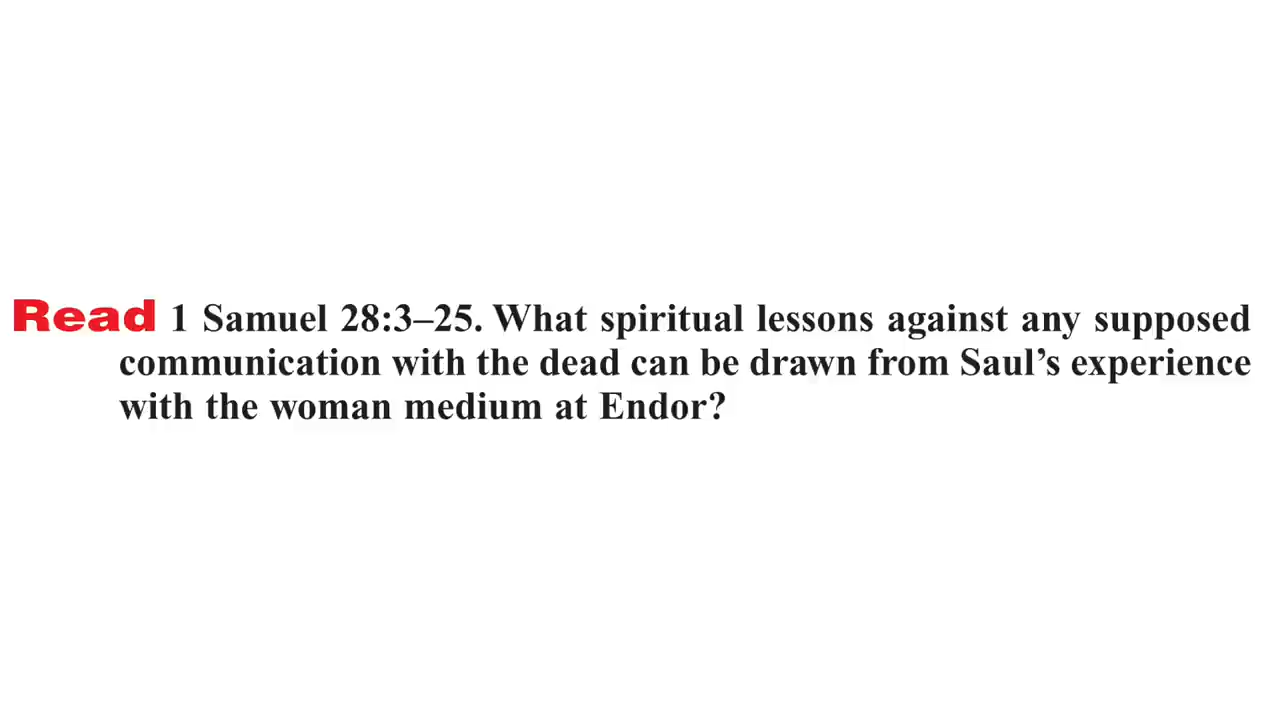 Read 1 Samuel 28:3–25. What spiritual lessons against any supposed
communication with the dead can be drawn from Saul’s experience
with the woman medium at Endor?